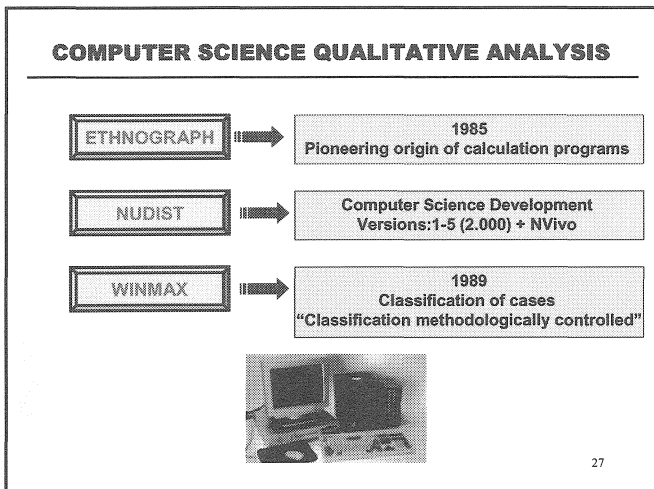 COMPUTER SCIENCE QUALITATIVE ANALYSIS
ETHNOGRAPH
1985
Pioneering origin of calculation programs
NUDIST
Computer Science Development
Versions:1-5 (2.000) + NVivo
WINMAX
1989
Classification of cases
“Classification methodologically controlled”
27